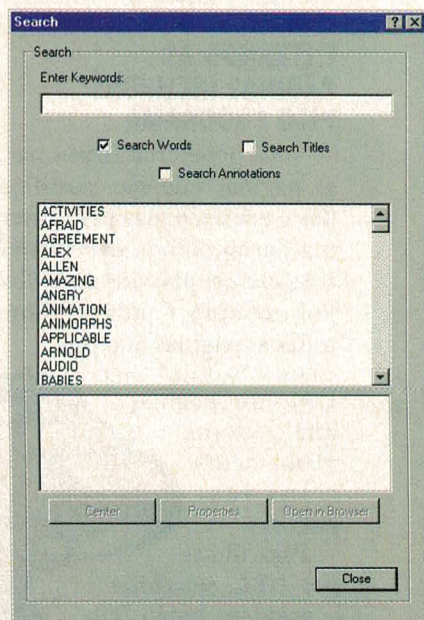 Search
Search
Enter Keywords:
Search Words
Search Titles
Search Annotations
ACTIVITIES
AFRAID
AGREEMENT
ALEX
ALLEN
AMAZING
ANGRY
ANIMATION
ANIMORPHS
APPLICABLE
ARNOLD
AUDIO
BABIES
Center
Properties
Open in Browser
Close